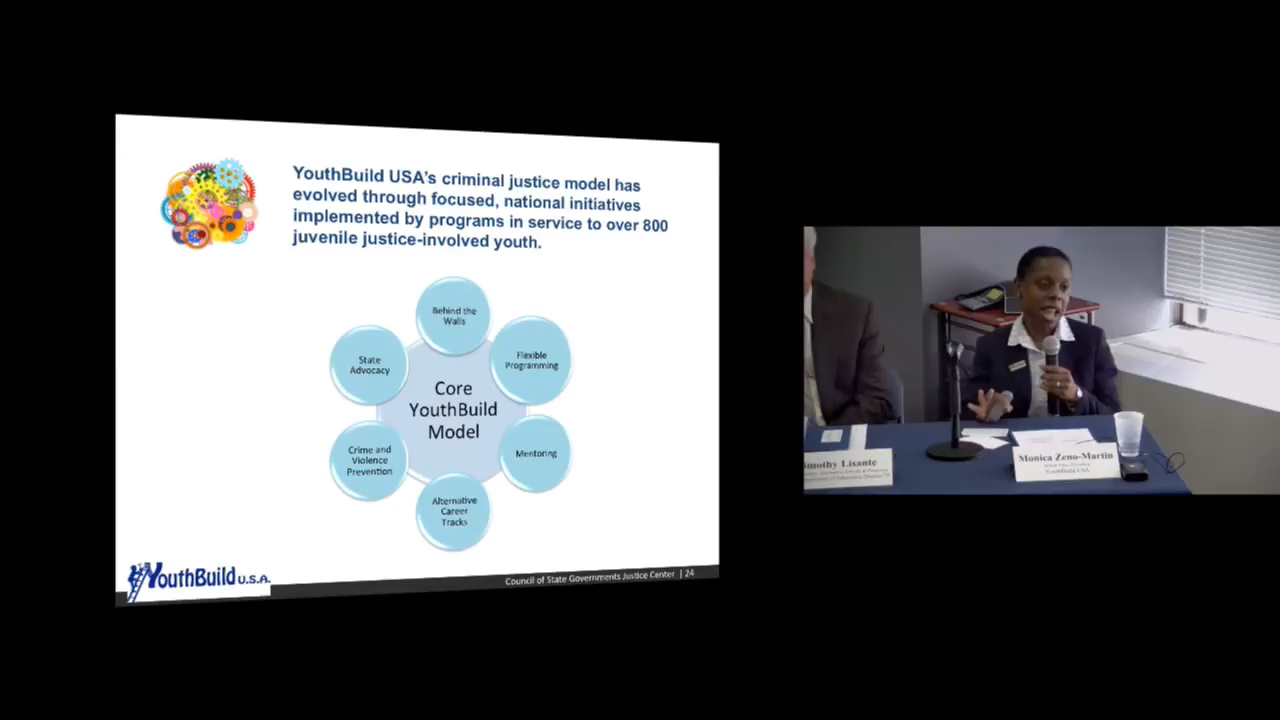 YouthBuild USA's criminal justice model has
evolved through focused, national initiatives
implemented by programs in service to over 800
juvenile justice-involved youth.
Behind the
Walls
Flexible
Programming
Mentoring
Alternative
Career
Tracks
Crime and
Violence
Prevention
State
Advocacy
Core
YouthBuild
Model
YouthBuild U.S.A.
Council of State Governments Justice Center | 24
mothy Lisante
Monica Zeno-Martin
YouthBuild USA